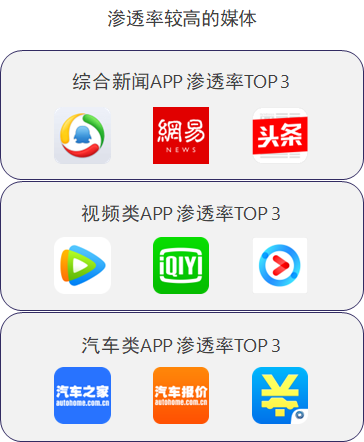 渗透率较高的媒体
综合新闻APP 渗透率TOP 3
網易
NEWS
头条
视频类APP 渗透率TOP 3
iQIYI
汽车类APP 渗透率TOP 3
汽车之家
autohome.com.cn
汽车报价
autohome.com.cn